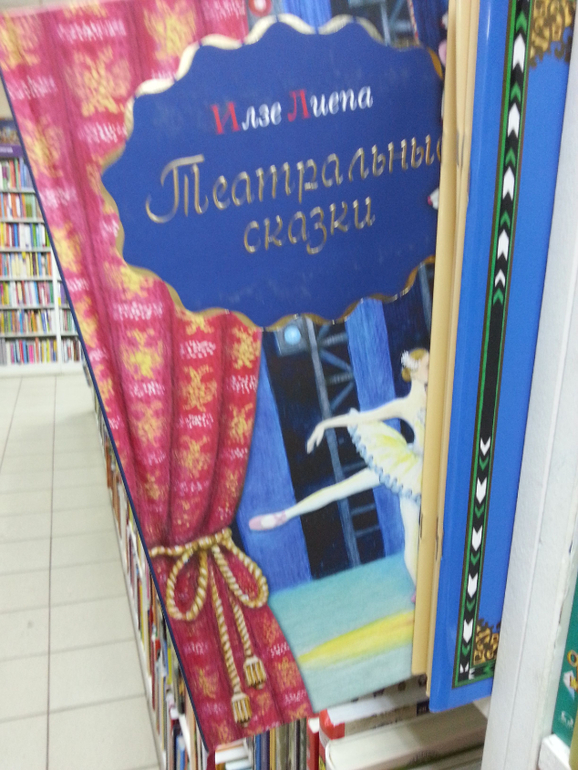 Илзе Лиепа
Театральные
сказки